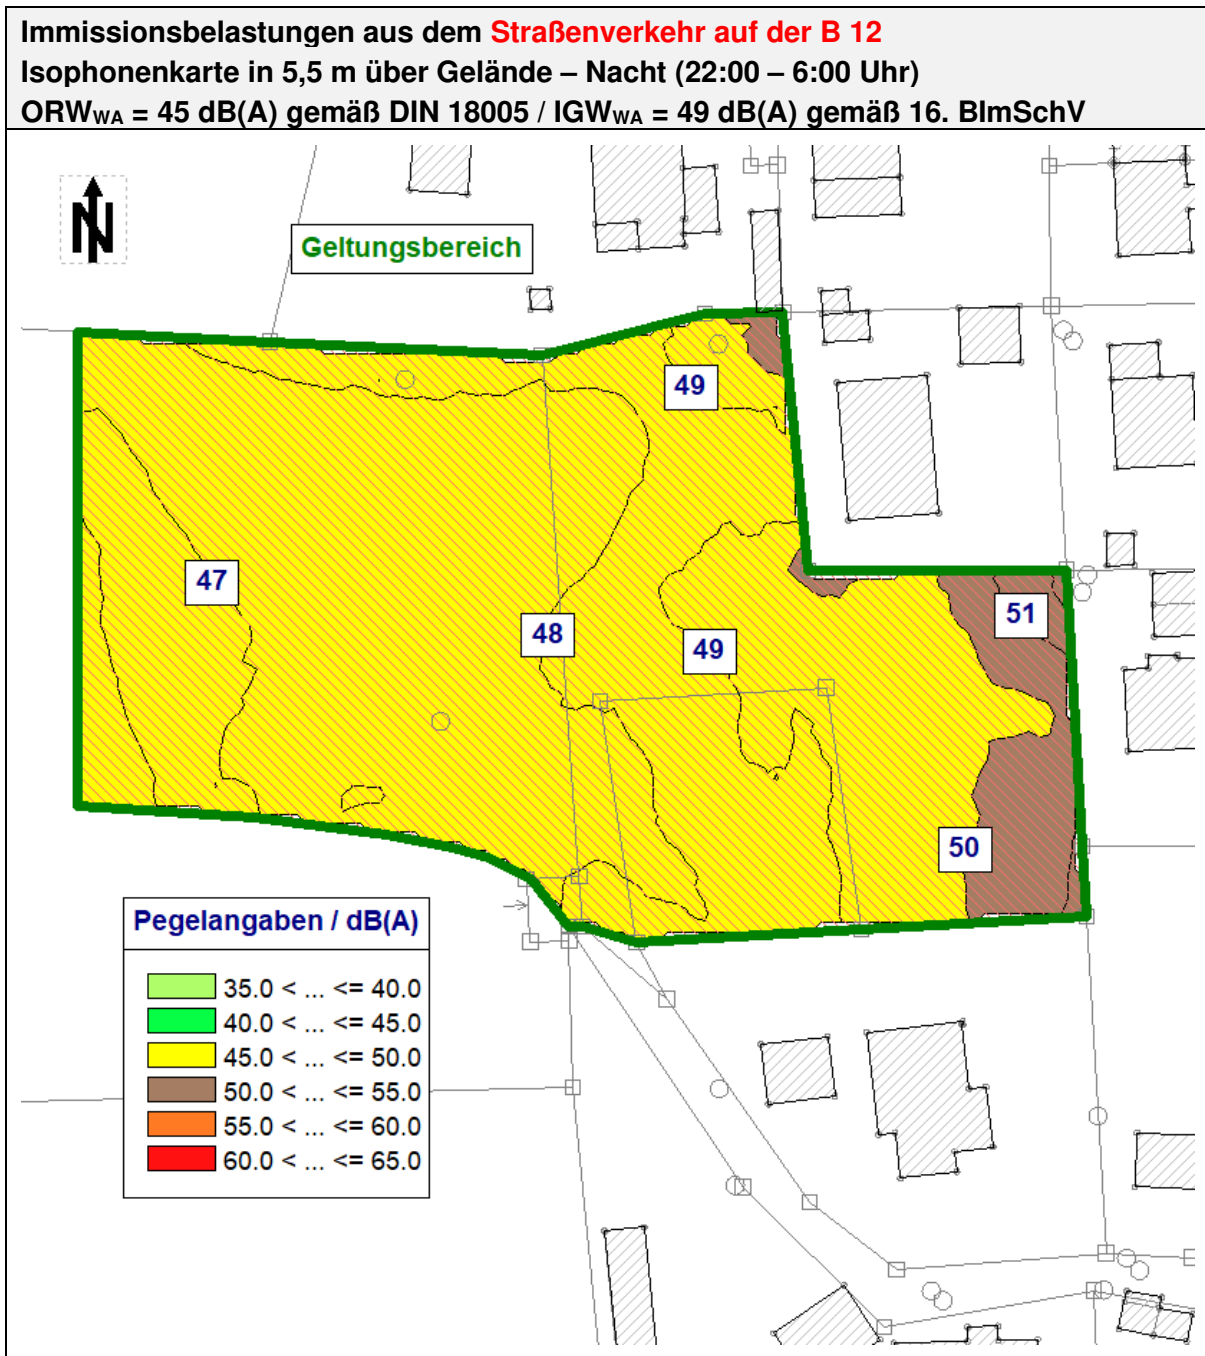 Immissionsbelastungen aus dem Straßenverkehr auf der B 12
Isophonenkarte in 5,5 m über Gelände – Nacht (22:00 – 6:00 Uhr)
ORWWA = 45 dB(A) gemäß DIN 18005 / IGWWA = 49 dB(A) gemäß 16. BImSchV
N
Geltungsbereich
49
47
51
48
49
50
Pegelangaben / dB(A)
35.0 < ... <= 40.0
40.0 < ... <= 45.0
45.0 < ... <= 50.0
50.0 < ... <= 55.0
55.0 < ... <= 60.0
60.0 < ... <= 65.0